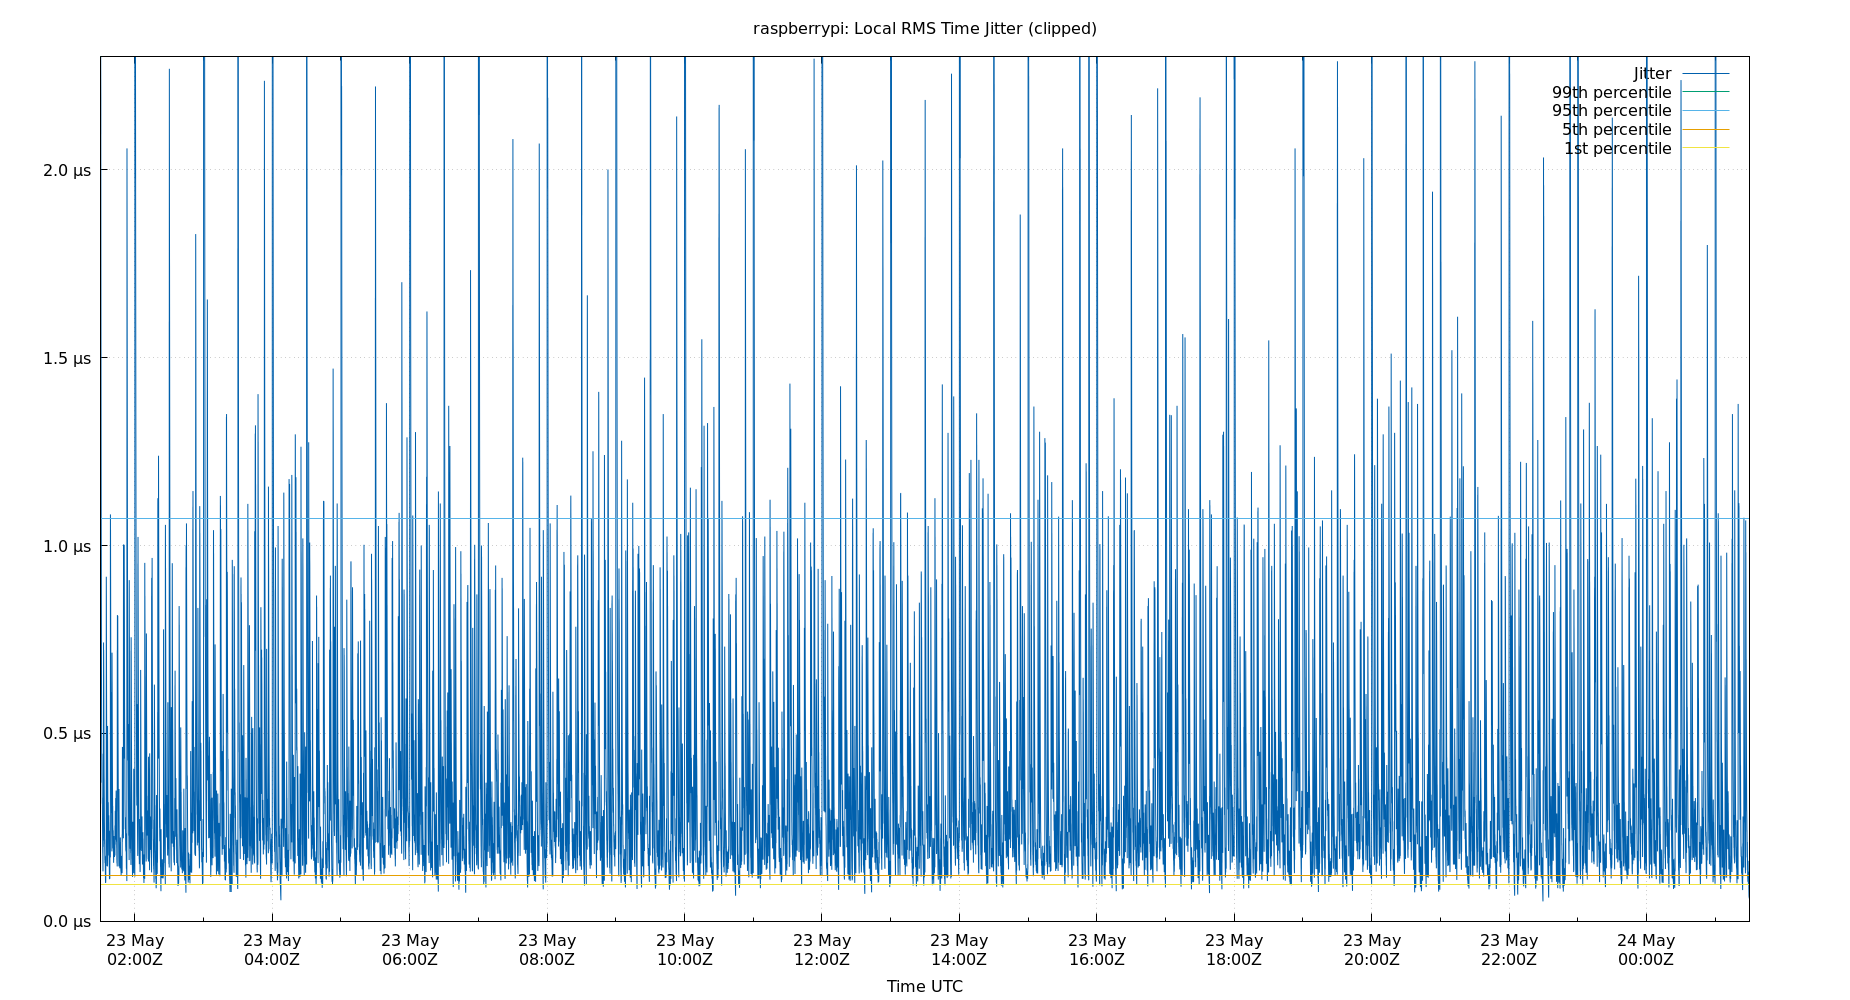 raspberrypi: Local RMS Time Jitter (clipped)
Jitter
99th percentile
95th percentile
5th percentile
1st percentile
2.0 µs
1.5 µs
1.0 µs
0.5 µs
0.0 µs
23 May 23 May 23 May 23 May 23 May 23 May 23 May 23 May 23 May 23 May 23 May 24 May
02:00Z 04:00Z 06:00Z 08:00Z 10:00Z 12:00Z 14:00Z 16:00Z 18:00Z 20:00Z 22:00Z 00:00Z
Time UTC